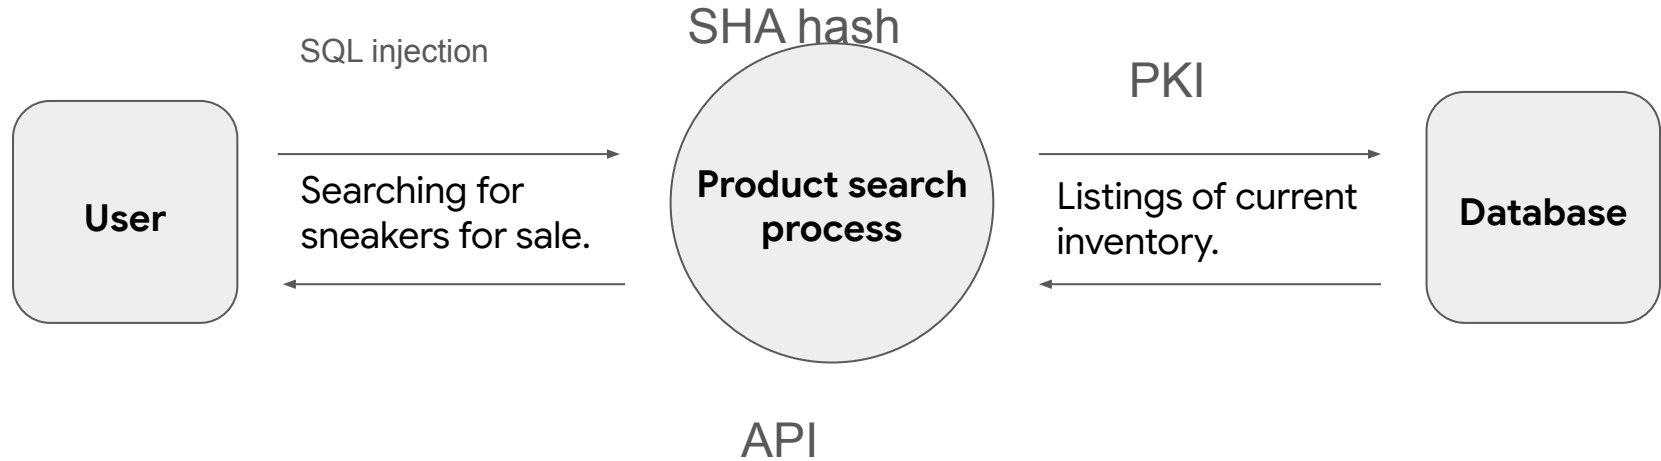 SHA hash
SQL injection
PKI
User
Searching for
sneakers for sale.
Product search
process
Listings of current
inventory.
Database
API